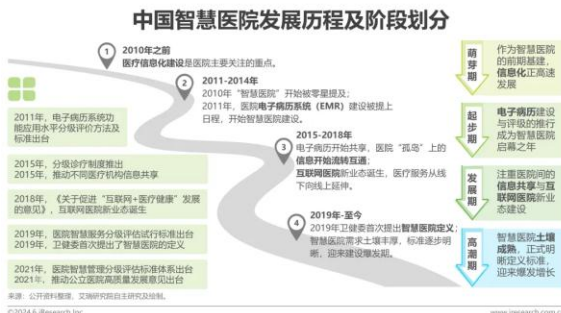 中国智慧医院发展历程及阶段划分
1
2010年之前
医疗信息化建设是医院主要关注的重点。
2
2011-2014年
2010年“智慧医院”开始被零星提及；
2011年，医院电子病历系统（EMR）建设被提上
日程，开始智慧医院建设。
3
2015-2018年
电子病历开始共享，医院“孤岛”上的
信息开始流转互通；
互联网医院新业态诞生，医疗服务从线
下向线上延伸。
4
2019年-至今
2019年卫健委首次提出智慧医院定义；
智慧医院需求土壤丰厚，标准逐步明
晰，迎来建设爆发期。
2011年，电子病历系统功
能应用水平分级评价方法及
标准出台
2015年，分级诊疗制度推出
2015年，推动不同医疗机构信息共享
2018年，《关于促进“互联网+医疗健康”发展
的意见》，互联网医院新业态诞生
2019年，医院智慧服务分级评估试行标准出台
2019年，卫健委首次提出了智慧医院的定义
2021年，医院智慧管理分级评估标准体系出台
2021年，推动公立医院高质量发展意见出台
萌芽期
作为智慧医院
的前期基建，
信息化正高速
发展
起步期
电子病历建设
与评级的推行
成为智慧医院
启幕之年
发展期
注重医院间的
信息共享与互
联网医院新业
态建设
高潮期
智慧医院土壤
成熟，正式明
晰定义标准，
迎来爆发增长
来源：公开资料整理，艾瑞研究院自主研究及绘制。
©2024.6 iResearch Inc.
www.iresearch.com.cn